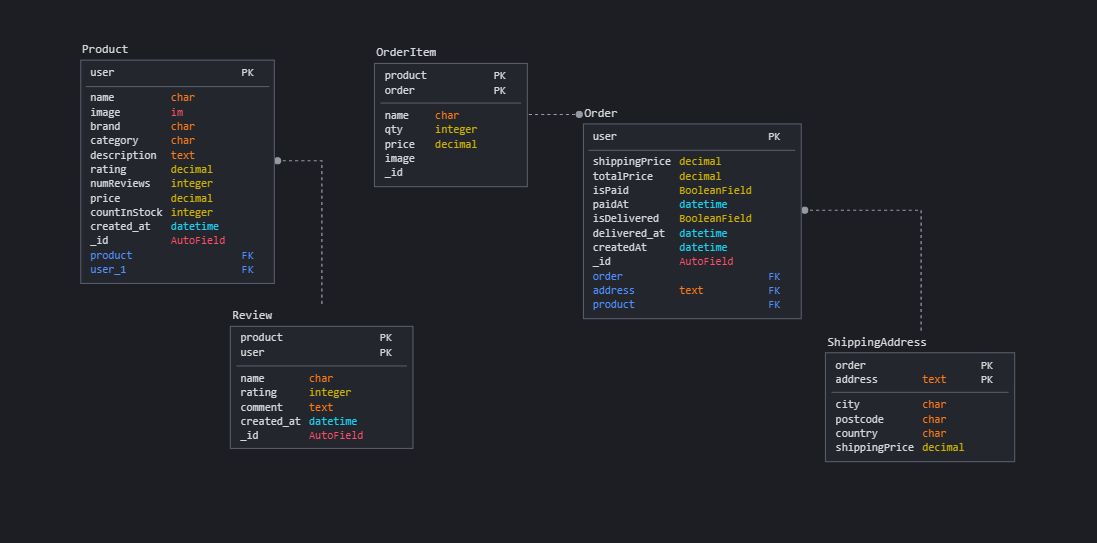 Product
user PK
name char
image im
brand char
category char
description text
rating decimal
numReviews integer
price decimal
countInStock integer
created_at datetime
_id AutoField
product FK
user_1 FK
OrderItem
product PK
order PK
name char
qty integer
price decimal
image
_id
Order
user PK
shippingPrice decimal
totalPrice decimal
isPaid BooleanField
paidAt datetime
isDelivered BooleanField
delivered_at datetime
createdAt datetime
_id AutoField
order FK
address text FK
product FK
Review
product PK
user PK
name char
rating integer
comment text
created_at datetime
_id AutoField
ShippingAddress
order PK
address text PK
city char
postcode char
country char
shippingPrice decimal